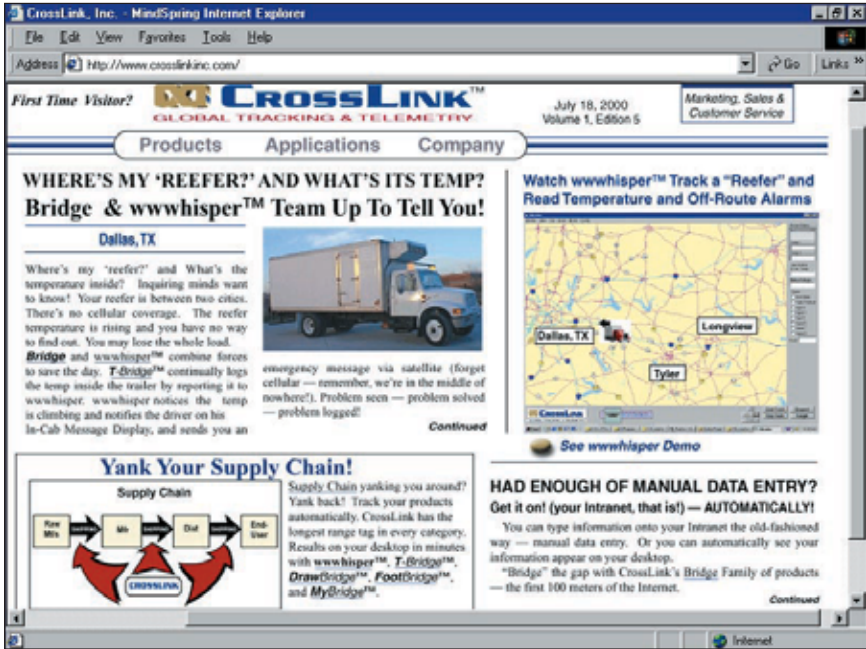 CrossLink, Inc. - MindSpring Internet Explorer
File Edit View Favorites Tools Help
Address http://www.crosslinkinc.com/ Go Links »
First Time Visitor?
CROSSLINK™
GLOBAL TRACKING & TELEMETRY
July 18, 2000
Volume 1, Edition 5
Marketing, Sales &
Customer Service
Products Applications Company
WHERE'S MY 'REEFER?' AND WHAT'S ITS TEMP?
Bridge & wwwhisper™ Team Up To Tell You!
Dallas, TX
Where's my 'reefer?' and What's the
temperature inside? Inquiring minds want
to know! Your reefer is between two cities.
There's no cellular coverage. The reefer
temperature is rising and you have no way
to find out. You may lose the whole load.
Bridge and wwwhisper™ combine forces
to save the day. T-Bridge™ continually logs
the temp inside the trailer by reporting it to
wwwhisper. wwwhisper notices the temp
is climbing and notifies the driver on his
In-Cab Message Display, and sends you an
emergency message via satellite (forget
cellular — remember, we're in the middle of
nowhere!). Problem seen — problem solved
— problem logged!
Continued
Watch wwwhisper™ Track a "Reefer" and
Read Temperature and Off-Route Alarms
Dallas, TX
Longview
Tyler
CROSSLINK
See wwwhisper Demo
Yank Your Supply Chain!
Supply Chain
Raw
Mtls
Mfr
Dist
End-
User
CROSSLINK
Supply Chain yanking you around?
Yank back! Track your products
automatically. CrossLink has the
longest range tag in every category.
Results on your desktop in minutes
with wwwhisper™, T-Bridge™,
DrawBridge™, FootBridge™,
and MyBridge™.
HAD ENOUGH OF MANUAL DATA ENTRY?
Get it on! (your Intranet, that is!) — AUTOMATICALLY!
You can type information onto your Intranet the old-fashioned
way — manual data entry. Or you can automatically see your
information appear on your desktop.
"Bridge" the gap with CrossLink's Bridge Family of products
— the first 100 meters of the Internet.
Continued
Internet